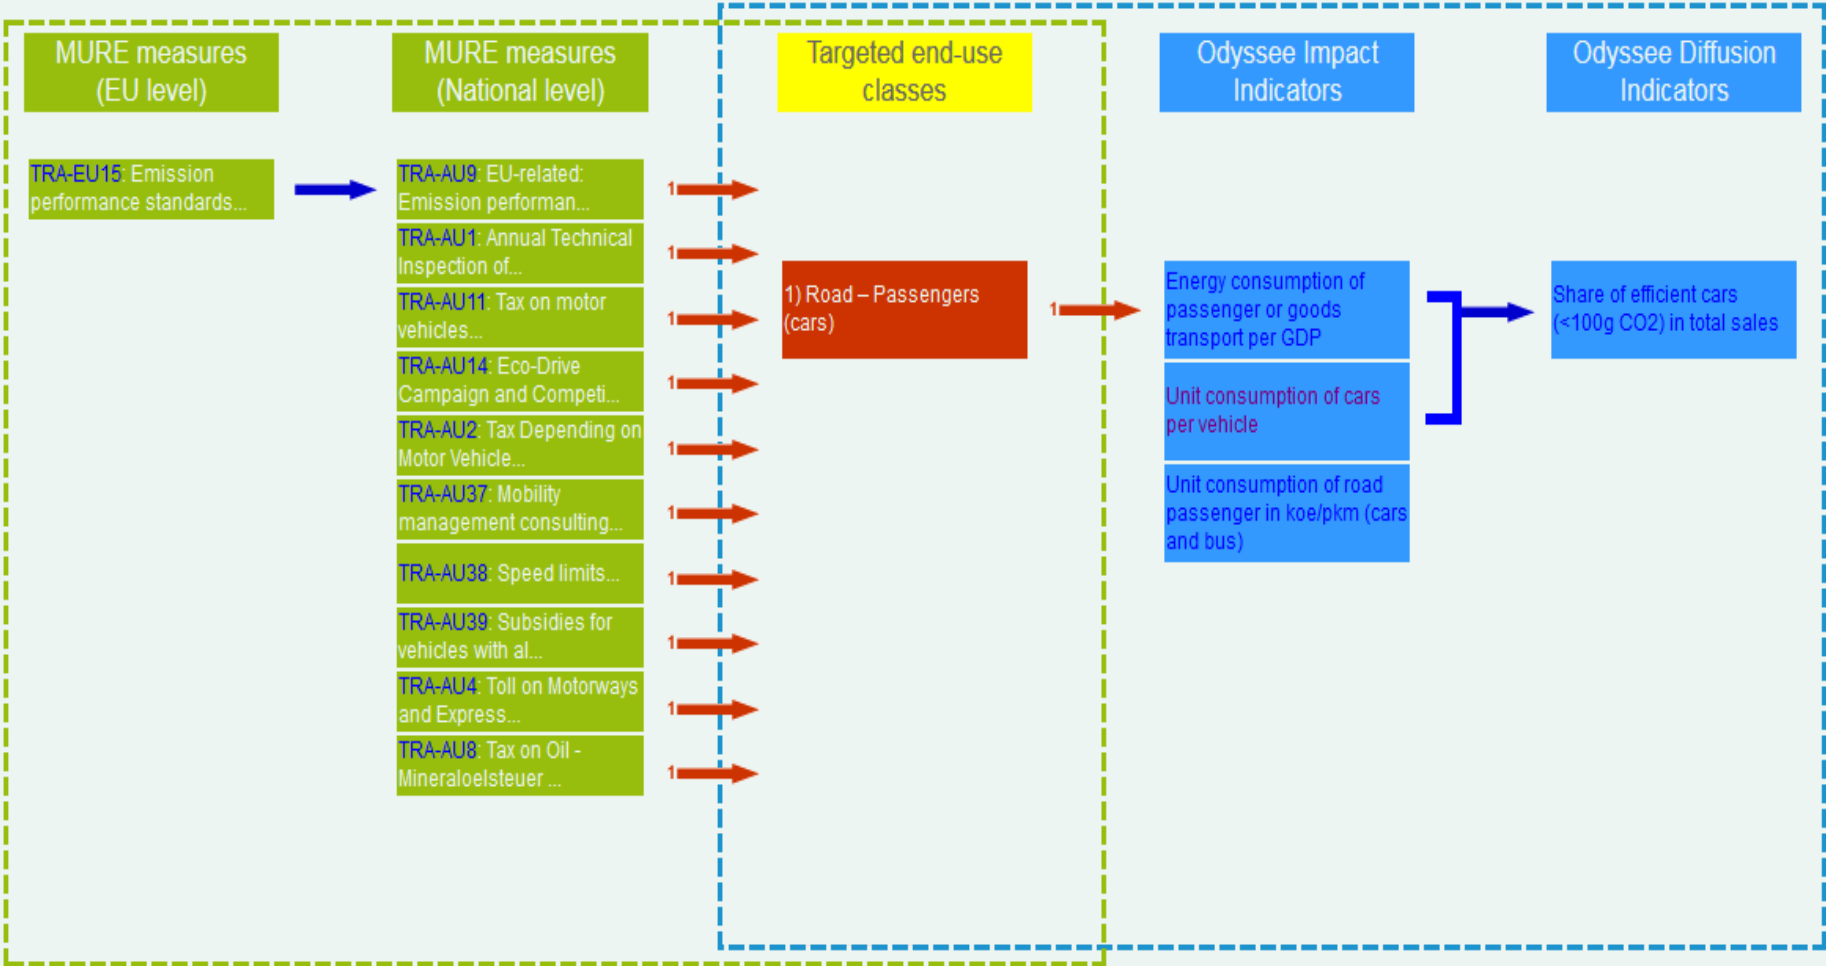 MURE measures
(EU level)
MURE measures
(National level)
Targeted end-use
classes
Odyssee Impact
Indicators
Odyssee Diffusion
Indicators
TRA-EU15: Emission
performance standards...
TRA-AU9: EU-related:
Emission performan...
1
TRA-AU1: Annual Technical
Inspection of...
1
TRA-AU11: Tax on motor
vehicles...
1
TRA-AU14: Eco-Drive
Campaign and Competi...
1
TRA-AU2: Tax Depending on
Motor Vehicle...
1
TRA-AU37: Mobility
management consulting...
1
TRA-AU38: Speed limits...
1
TRA-AU39: Subsidies for
vehicles with al...
1
TRA-AU4: Toll on Motorways
and Express...
1
TRA-AU8: Tax on Oil -
Mineraloelsteuer ...
1
1) Road – Passengers
(cars)
1
Energy consumption of
passenger or goods
transport per GDP
Unit consumption of cars
per vehicle
Unit consumption of road
passenger in koe/pkm (cars
and bus)
Share of efficient cars
(<100g CO2) in total sales